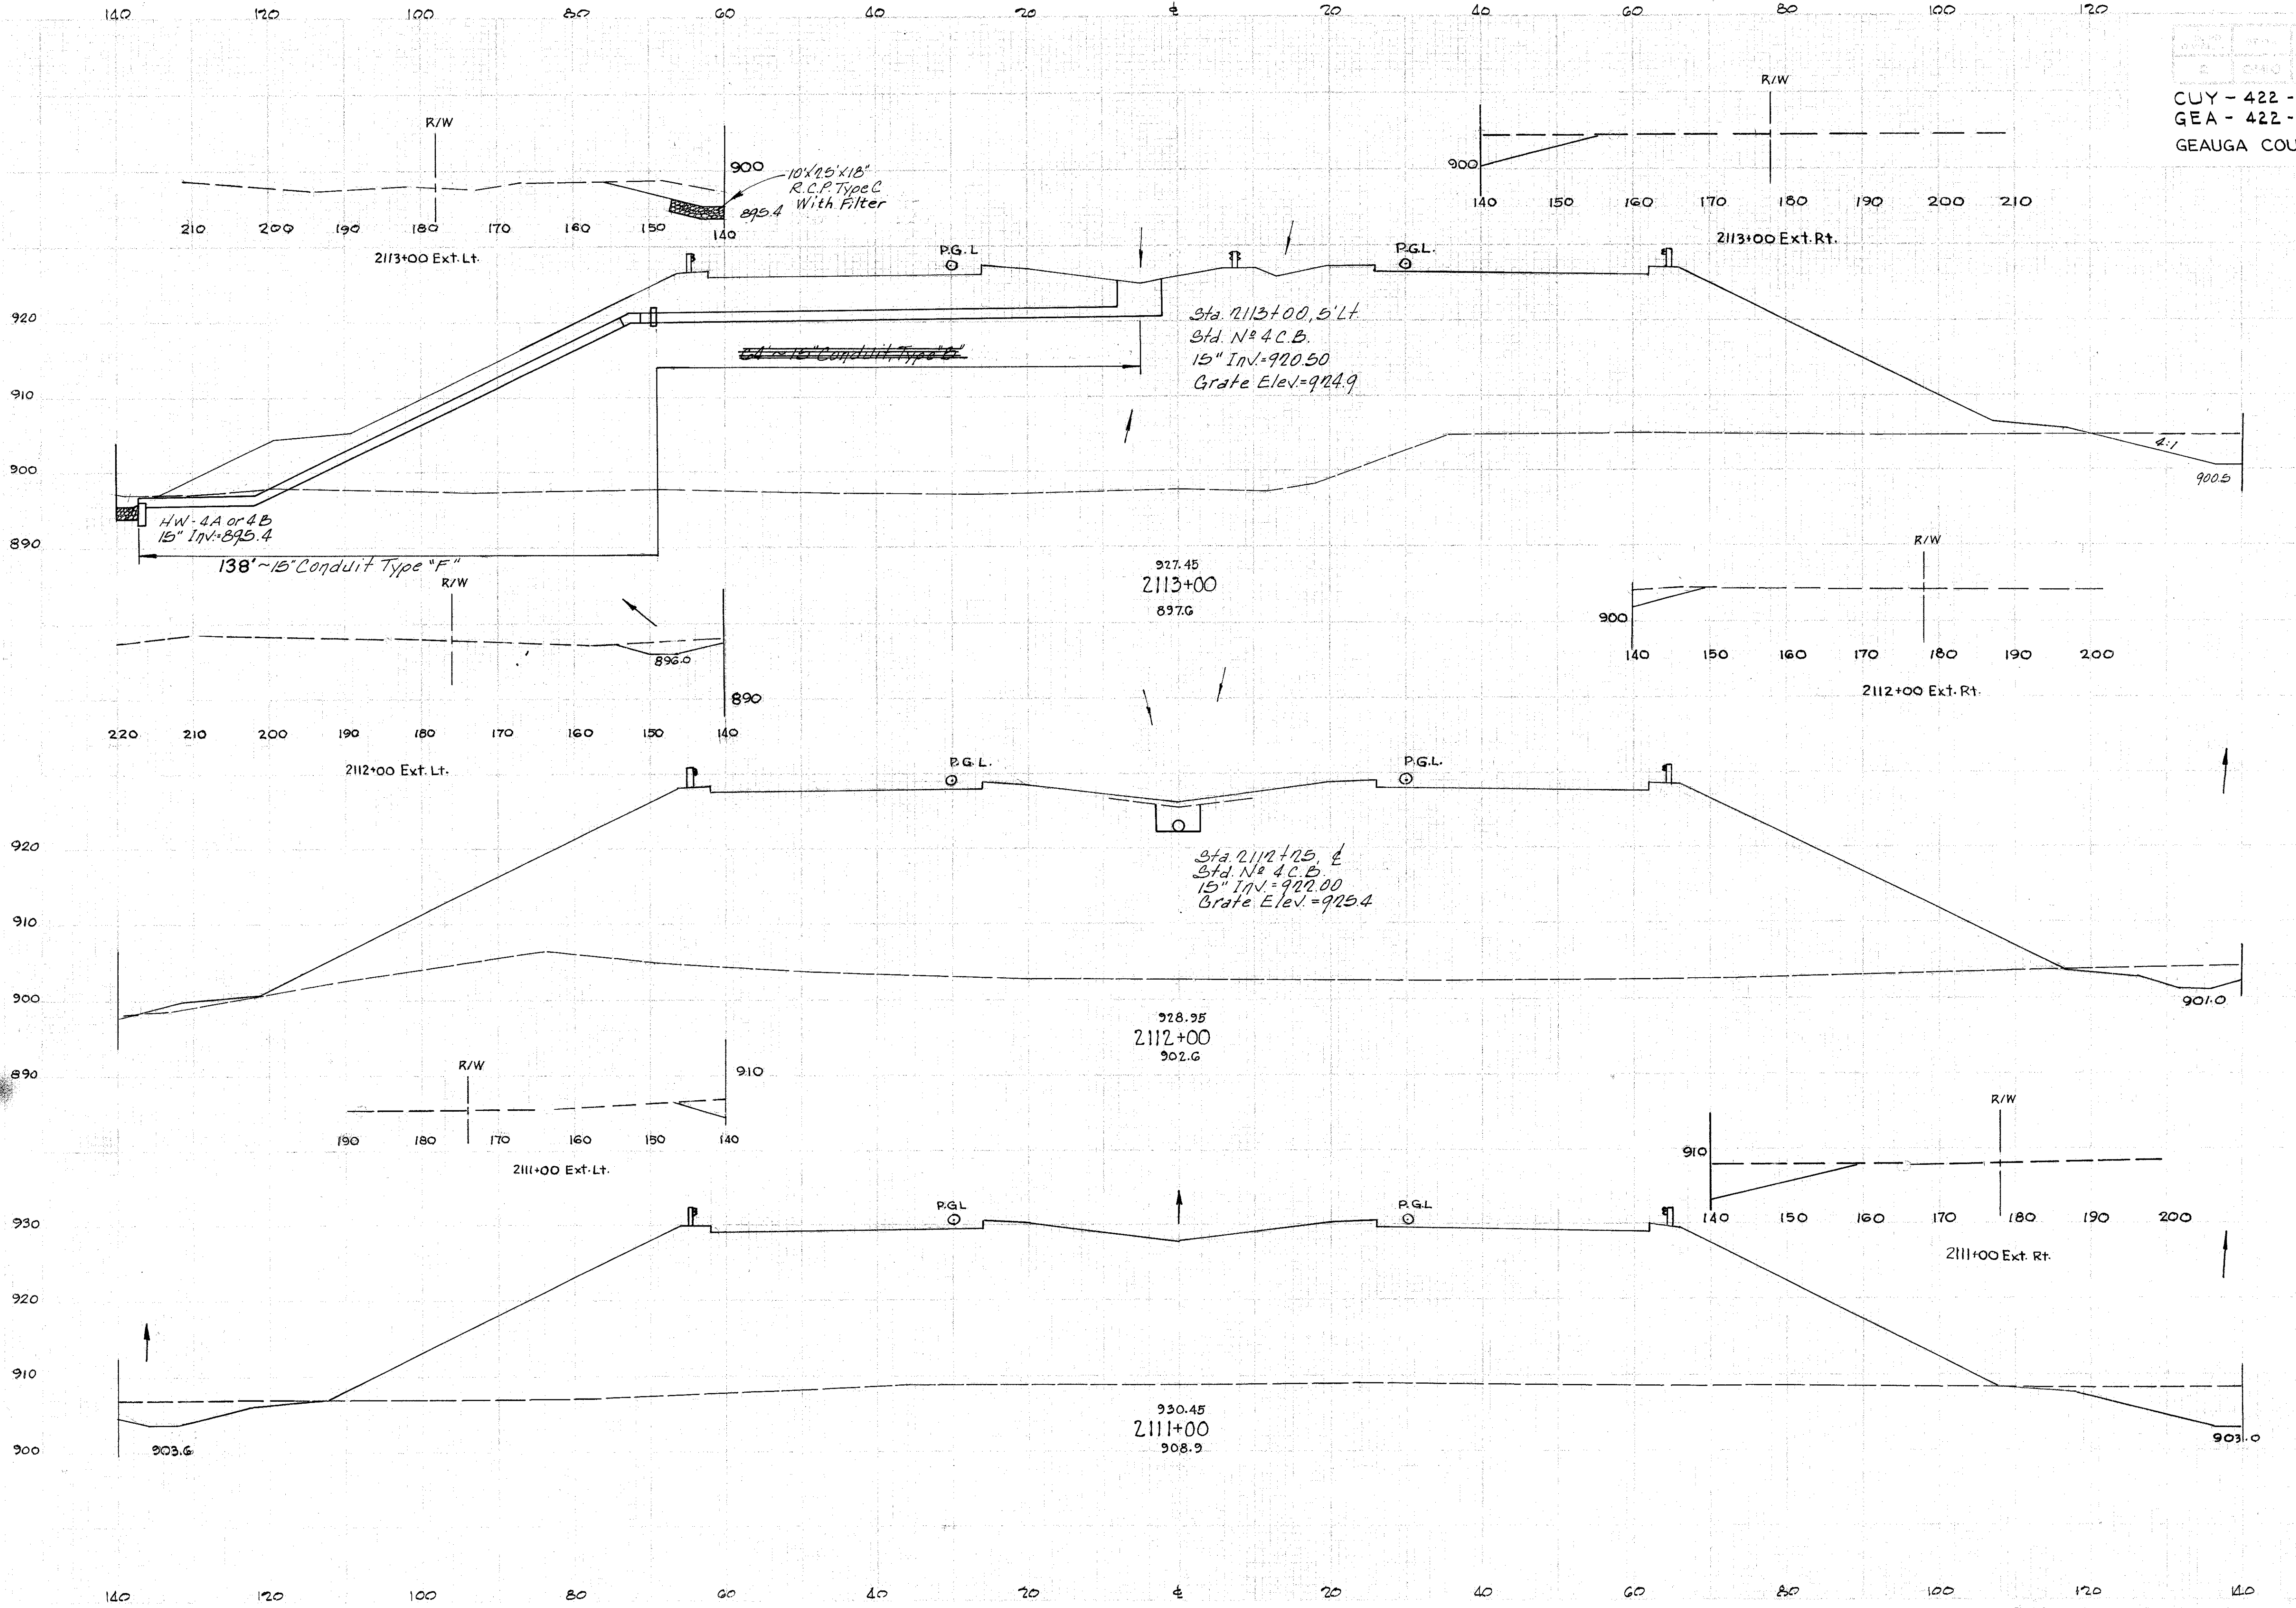 140 120 100 80 60 40 20 ℄ 20 40 60 80 100 120
CUY - 422 -
GEA - 422 -
GEAUGA COU
R/W
900
10'x25'x18"
R.C.P. Type C
With Filter
895.4
210 200 190 180 170 160 150 140
2113+00 Ext. Lt.
R/W
900
140 150 160 170 180 190 200 210
2113+00 Ext. Rt.
P.G.L
P.G.L.
920
910
900
890
Sta. 2113+00, 5' Lt
Std. Nº 4 C.B.
15" Inv.=920.50
Grate Elev.=924.9
64' ~ 15" Conduit, Type "B"
4:1
900.5
HW-4A or 4B
15" Inv.=895.4
138' ~ 15" Conduit Type "F"
927.45
2113+00
897.6
R/W
896.0
890
220 210 200 190 180 170 160 150 140
2112+00 Ext. Lt.
R/W
900
140 150 160 170 180 190 200
2112+00 Ext. Rt.
P.G.L.
P.G.L.
920
910
900
890
Sta. 2112+25, ℄
Std. Nº 4 C.B.
15" Inv.=922.00
Grate Elev.=925.4
901.0
928.95
2112+00
902.6
R/W
910
190 180 170 160 150 140
2111+00 Ext. Lt.
R/W
910
140 150 160 170 180 190 200
2111+00 Ext. Rt.
P.G.L
P.G.L
930
920
910
900
903.6
930.45
2111+00
908.9
903.0
140 120 100 80 60 40 20 ℄ 20 40 60 80 100 120 140